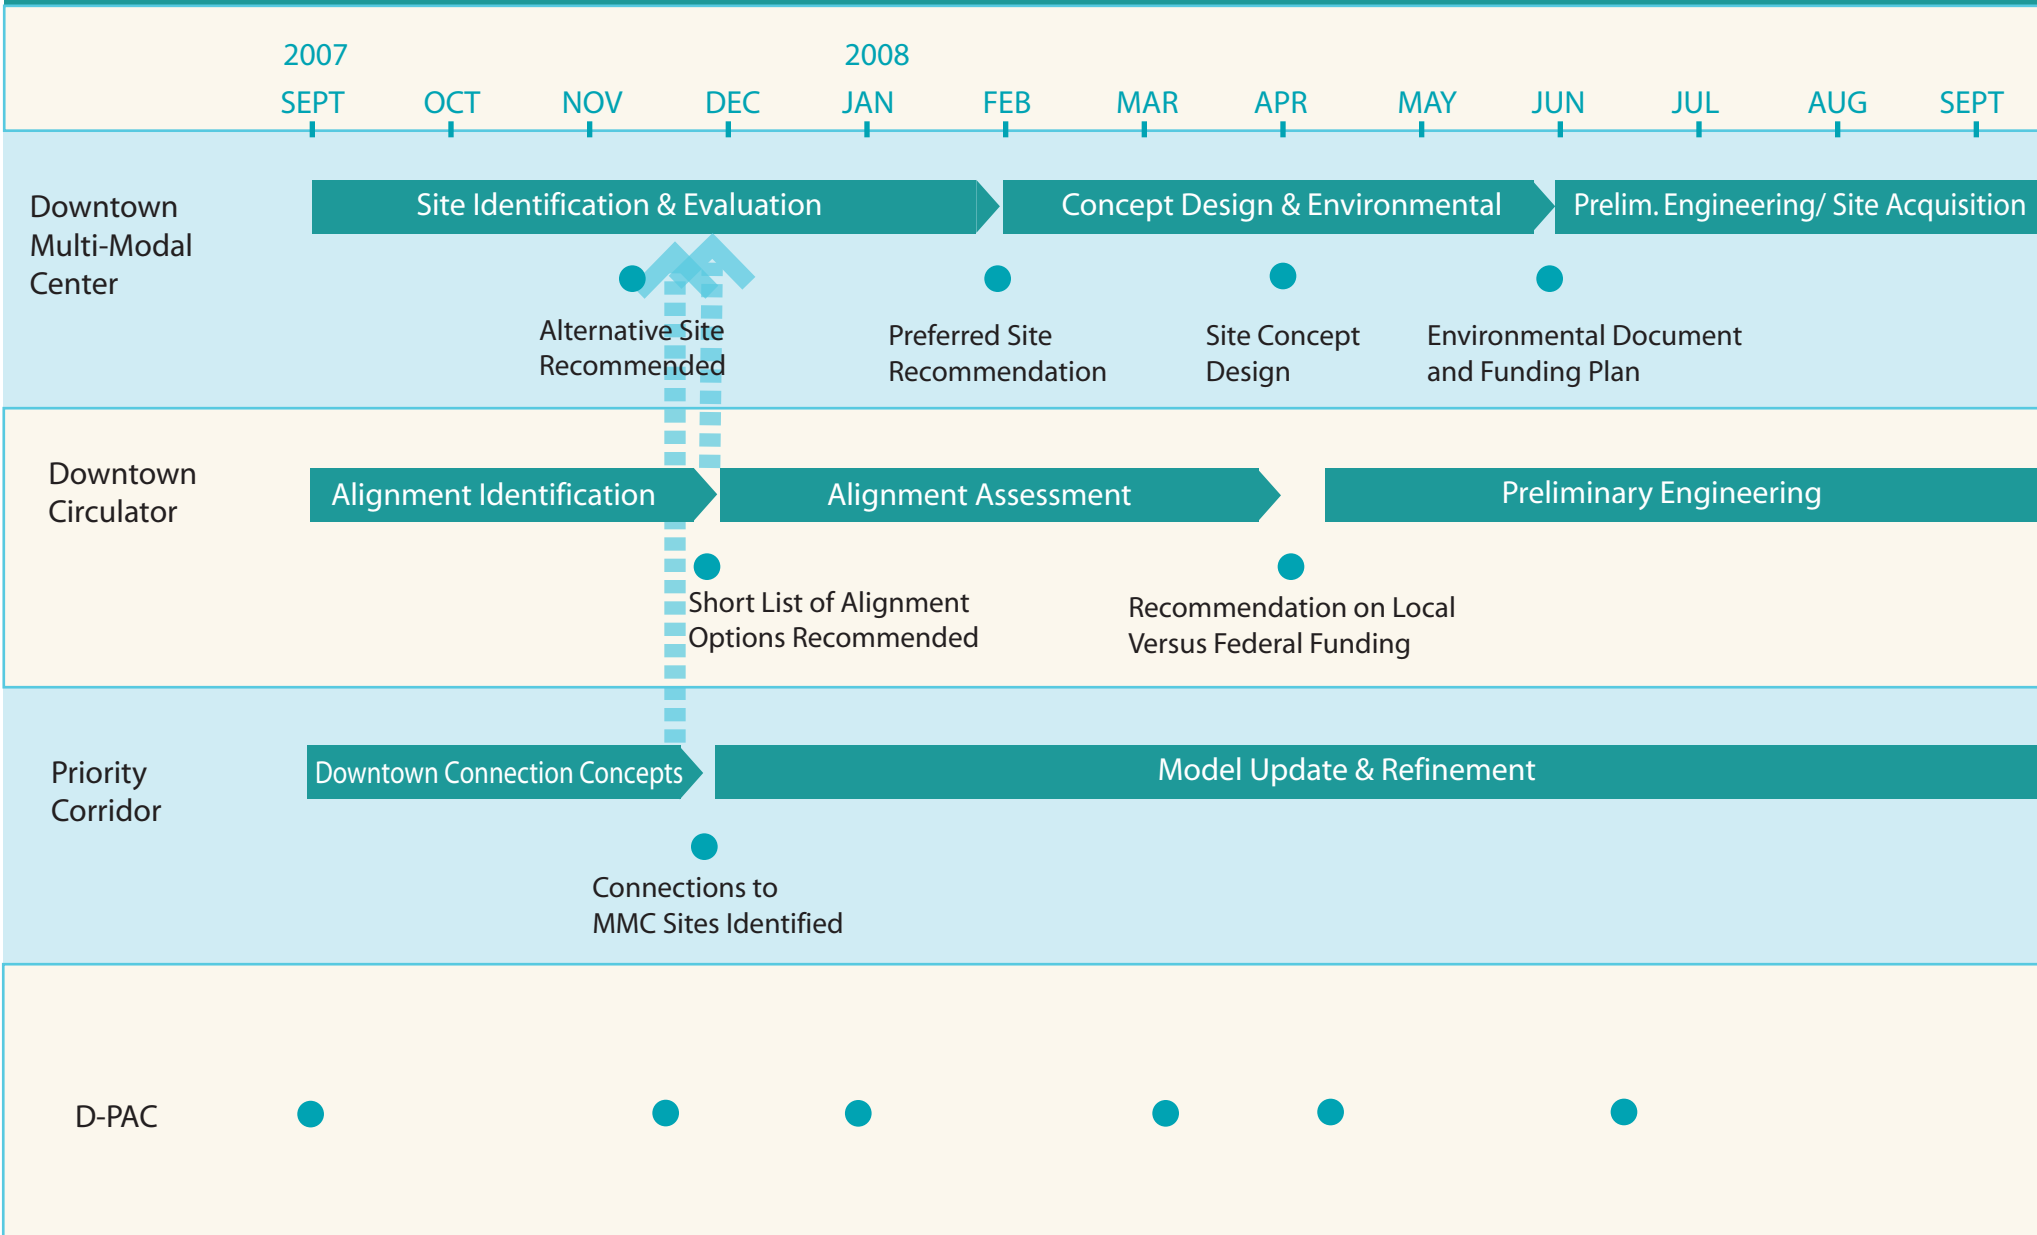 2007
2008
SEPT OCT NOV DEC JAN FEB MAR APR MAY JUN JUL AUG SEPT
Downtown
Multi-Modal
Center
Site Identification & Evaluation
Concept Design & Environmental
Prelim. Engineering/ Site Acquisition
Alternative Site
Recommended
Preferred Site
Recommendation
Site Concept
Design
Environmental Document
and Funding Plan
Downtown
Circulator
Alignment Identification
Alignment Assessment
Preliminary Engineering
Short List of Alignment
Options Recommended
Recommendation on Local
Versus Federal Funding
Priority
Corridor
Downtown Connection Concepts
Model Update & Refinement
Connections to
MMC Sites Identified
D-PAC